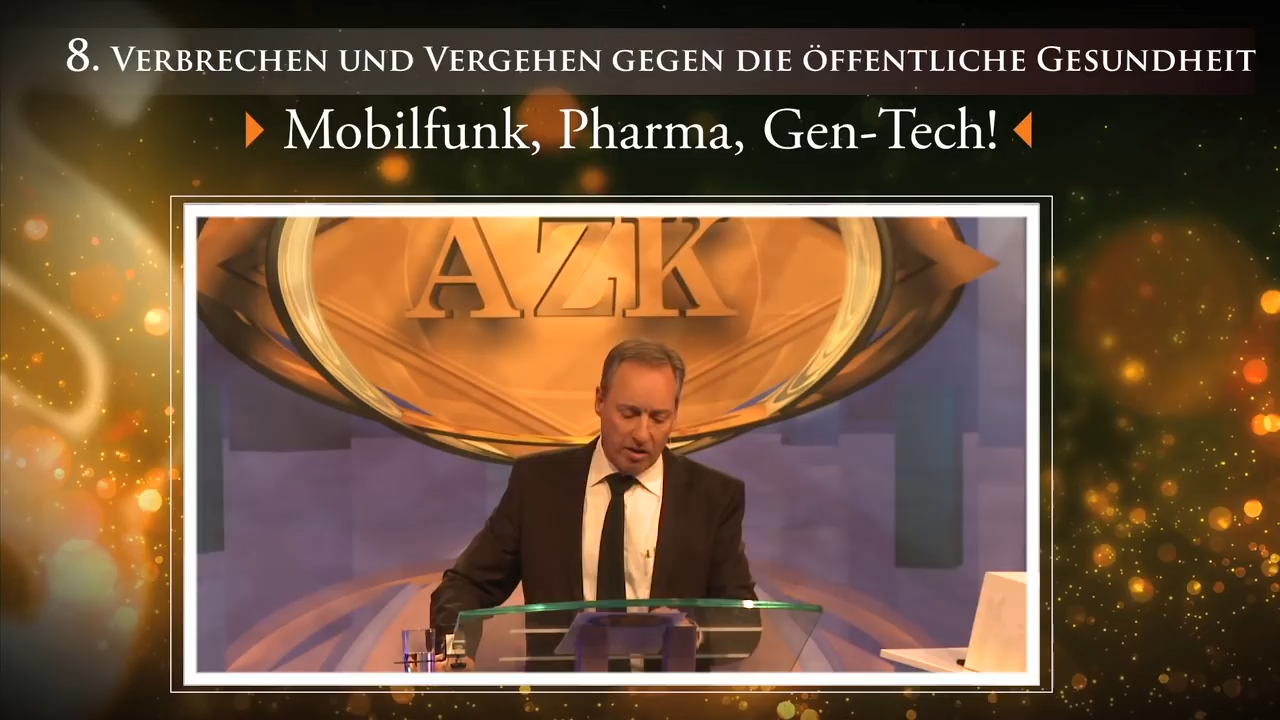 8. Verbrechen und Vergehen gegen die öffentliche Gesundheit
Mobilfunk, Pharma, Gen-Tech!
AZK